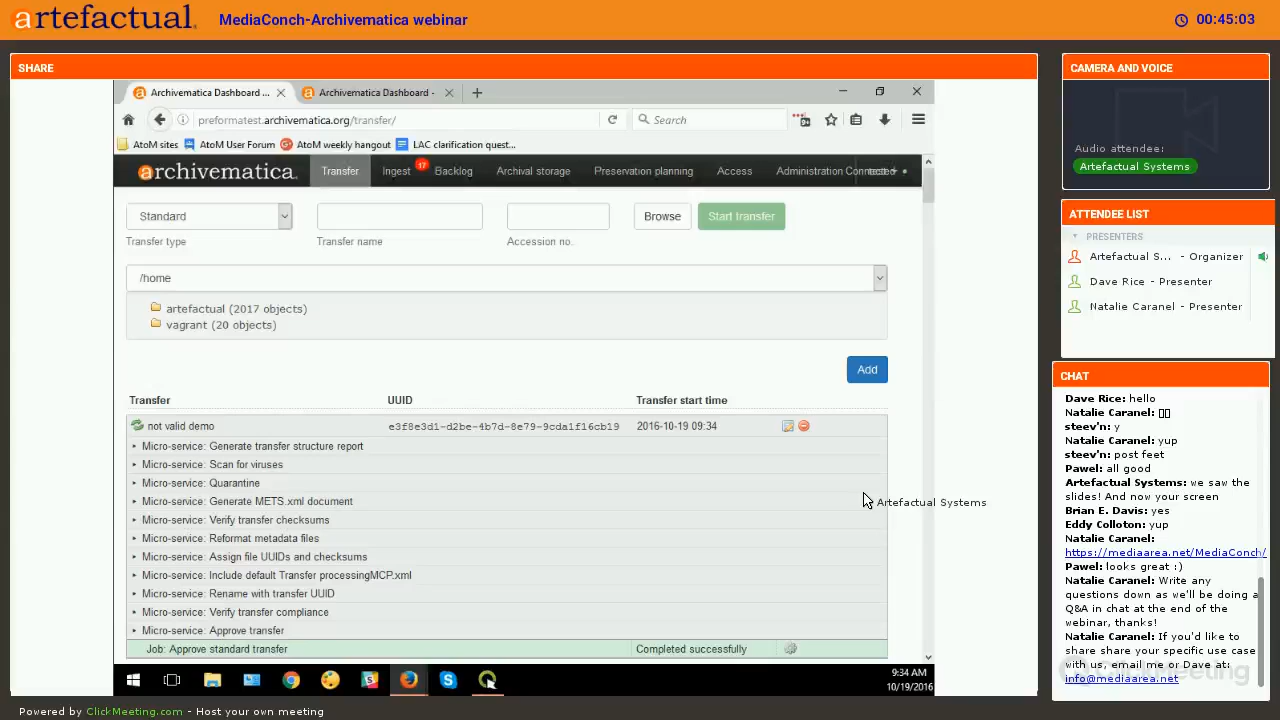 artefactual.
MediaConch-Archivematica webinar
00:45:03
SHARE
Archivematica Dashboard ...
Archivematica Dashboard -
preformatest.archivematica.org/transfer/
Search
AtoM sites
AtoM User Forum
AtoM weekly hangout
LAC clarification quest...
archivematica.
Transfer
Ingest
17
Backlog
Archival storage
Preservation planning
Access
Administration
Standard
Browse
Start transfer
Transfer type
Transfer name
Accession no.
/home
artefactual (2017 objects)
vagrant (20 objects)
Add
Transfer
UUID
Transfer start time
not valid demo
e3f8e3d1-d2be-4b7d-8e79-9cda1f16cb19
2016-10-19 09:34
Micro-service: Generate transfer structure report
Micro-service: Scan for viruses
Micro-service: Quarantine
Micro-service: Generate METS.xml document
Micro-service: Verify transfer checksums
Micro-service: Reformat metadata files
Micro-service: Assign file UUIDs and checksums
Micro-service: Include default Transfer processingMCP.xml
Micro-service: Rename with transfer UUID
Micro-service: Verify transfer compliance
Micro-service: Approve transfer
Job: Approve standard transfer
Completed successfully
Artefactual Systems
9:34 AM
10/19/2016
CAMERA AND VOICE
Audio attendee:
Artefactual Systems
ATTENDEE LIST
PRESENTERS
Artefactual S... - Organizer
Dave Rice - Presenter
Natalie Caranel - Presenter
CHAT
Dave Rice: hello
Natalie Caranel:
steev'n: y
Natalie Caranel: yup
steev'n: post feet
Pawel: all good
Artefactual Systems: we saw the
slides! And now your screen
Brian E. Davis: yes
Eddy Colloton: yup
Natalie Caranel:
https://mediaarea.net/MediaConch/
Pawel: looks great :)
Natalie Caranel: Write any
questions down as we'll be doing a
Q&A in chat at the end of the
webinar, thanks!
Natalie Caranel: If you'd like to
share share your specific use case
with us, email me or Dave at:
info@mediaarea.net
ClickMeeting
Powered by ClickMeeting.com - Host your own meeting